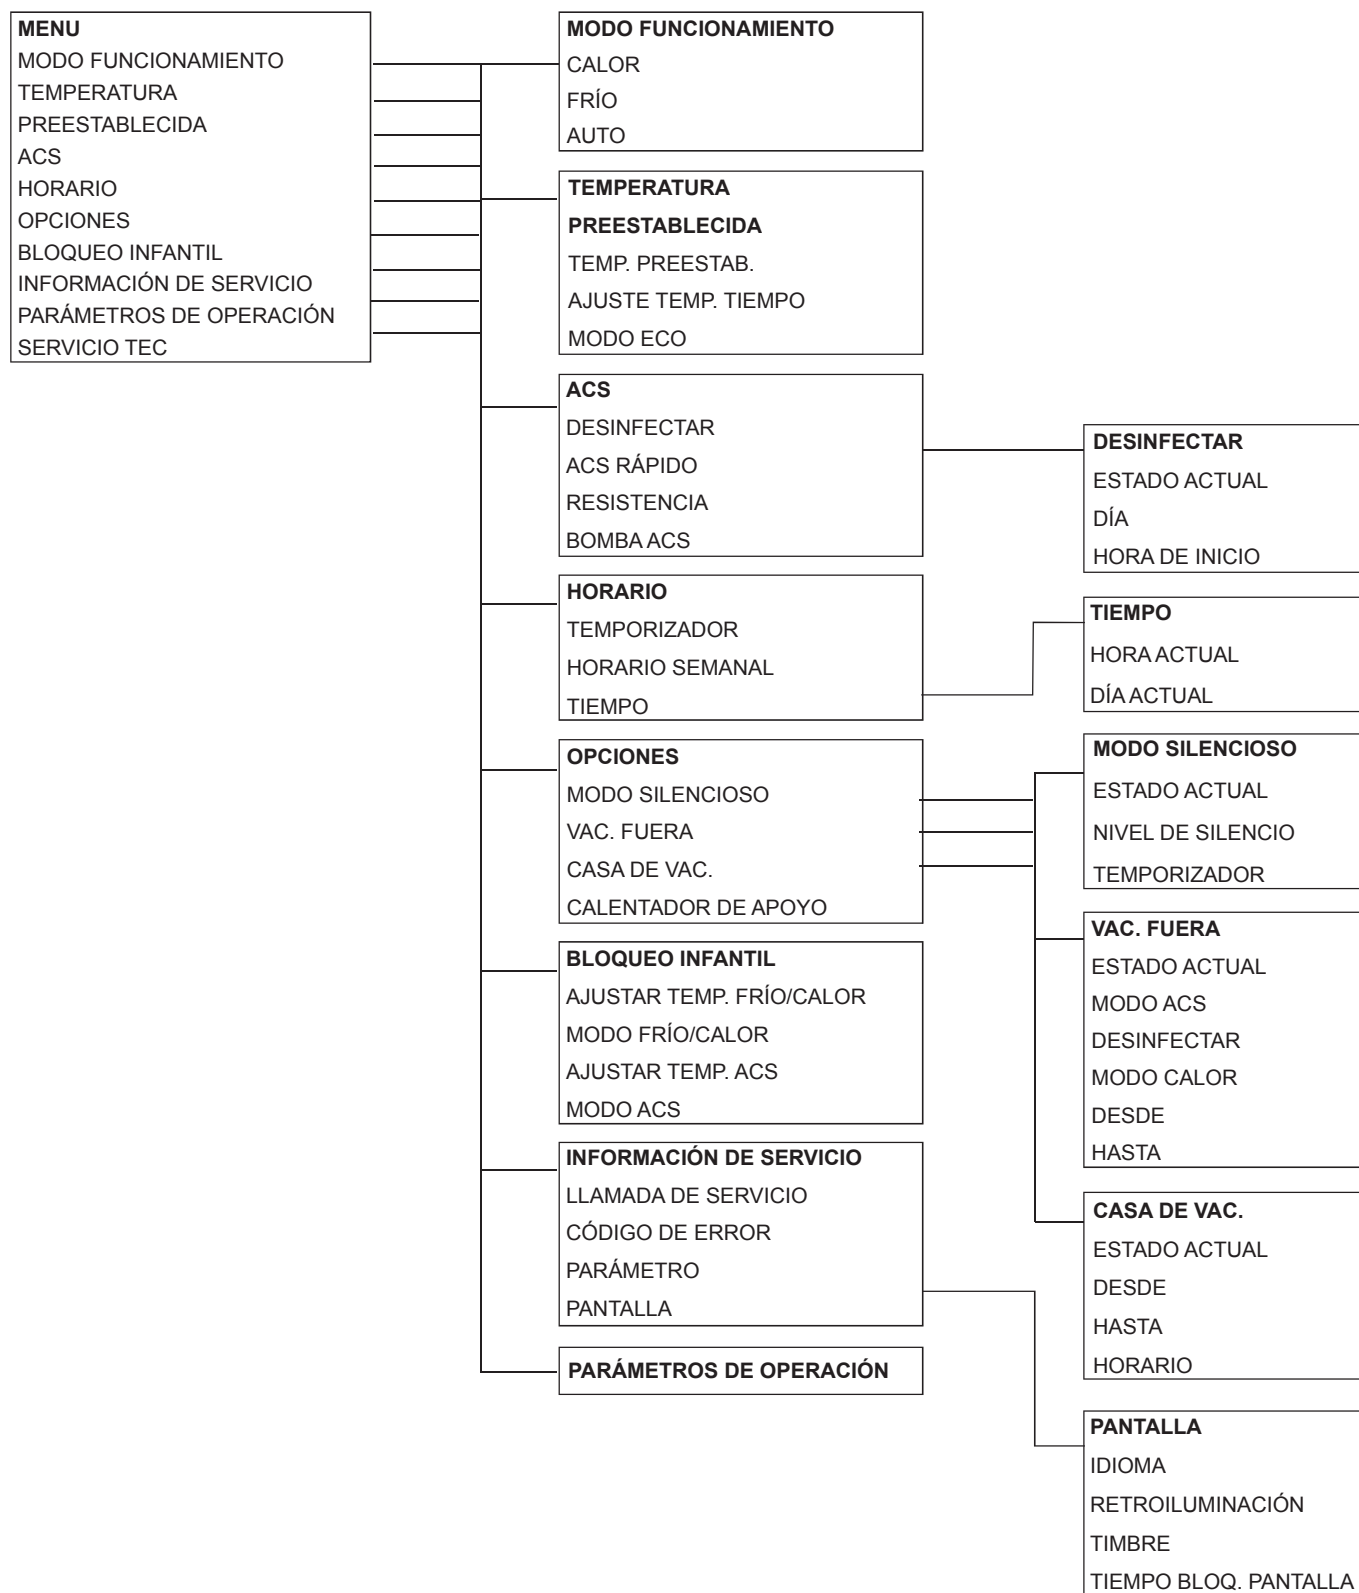 MENU
MODO FUNCIONAMIENTO
TEMPERATURA
PREESTABLECIDA
ACS
HORARIO
OPCIONES
BLOQUEO INFANTIL
INFORMACIÓN DE SERVICIO
PARÁMETROS DE OPERACIÓN
SERVICIO TEC
MODO FUNCIONAMIENTO
CALOR
FRÍO
AUTO
TEMPERATURA
PREESTABLECIDA
TEMP. PREESTAB.
AJUSTE TEMP. TIEMPO
MODO ECO
ACS
DESINFECTAR
ACS RÁPIDO
RESISTENCIA
BOMBA ACS
HORARIO
TEMPORIZADOR
HORARIO SEMANAL
TIEMPO
OPCIONES
MODO SILENCIOSO
VAC. FUERA
CASA DE VAC.
CALENTADOR DE APOYO
BLOQUEO INFANTIL
AJUSTAR TEMP. FRÍO/CALOR
MODO FRÍO/CALOR
AJUSTAR TEMP. ACS
MODO ACS
INFORMACIÓN DE SERVICIO
LLAMADA DE SERVICIO
CÓDIGO DE ERROR
PARÁMETRO
PANTALLA
PARÁMETROS DE OPERACIÓN
DESINFECTAR
ESTADO ACTUAL
DÍA
HORA DE INICIO
TIEMPO
HORA ACTUAL
DÍA ACTUAL
MODO SILENCIOSO
ESTADO ACTUAL
NIVEL DE SILENCIO
TEMPORIZADOR
VAC. FUERA
ESTADO ACTUAL
MODO ACS
DESINFECTAR
MODO CALOR
DESDE
HASTA
CASA DE VAC.
ESTADO ACTUAL
DESDE
HASTA
HORARIO
PANTALLA
IDIOMA
RETROILUMINACIÓN
TIMBRE
TIEMPO BLOQ. PANTALLA